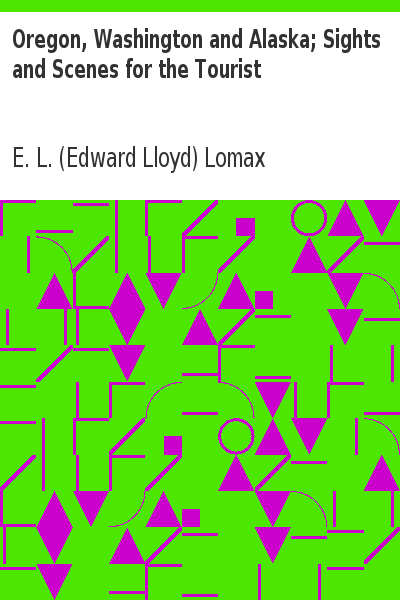 Oregon, Washington and Alaska; Sights
and Scenes for the Tourist
E. L. (Edward Lloyd) Lomax